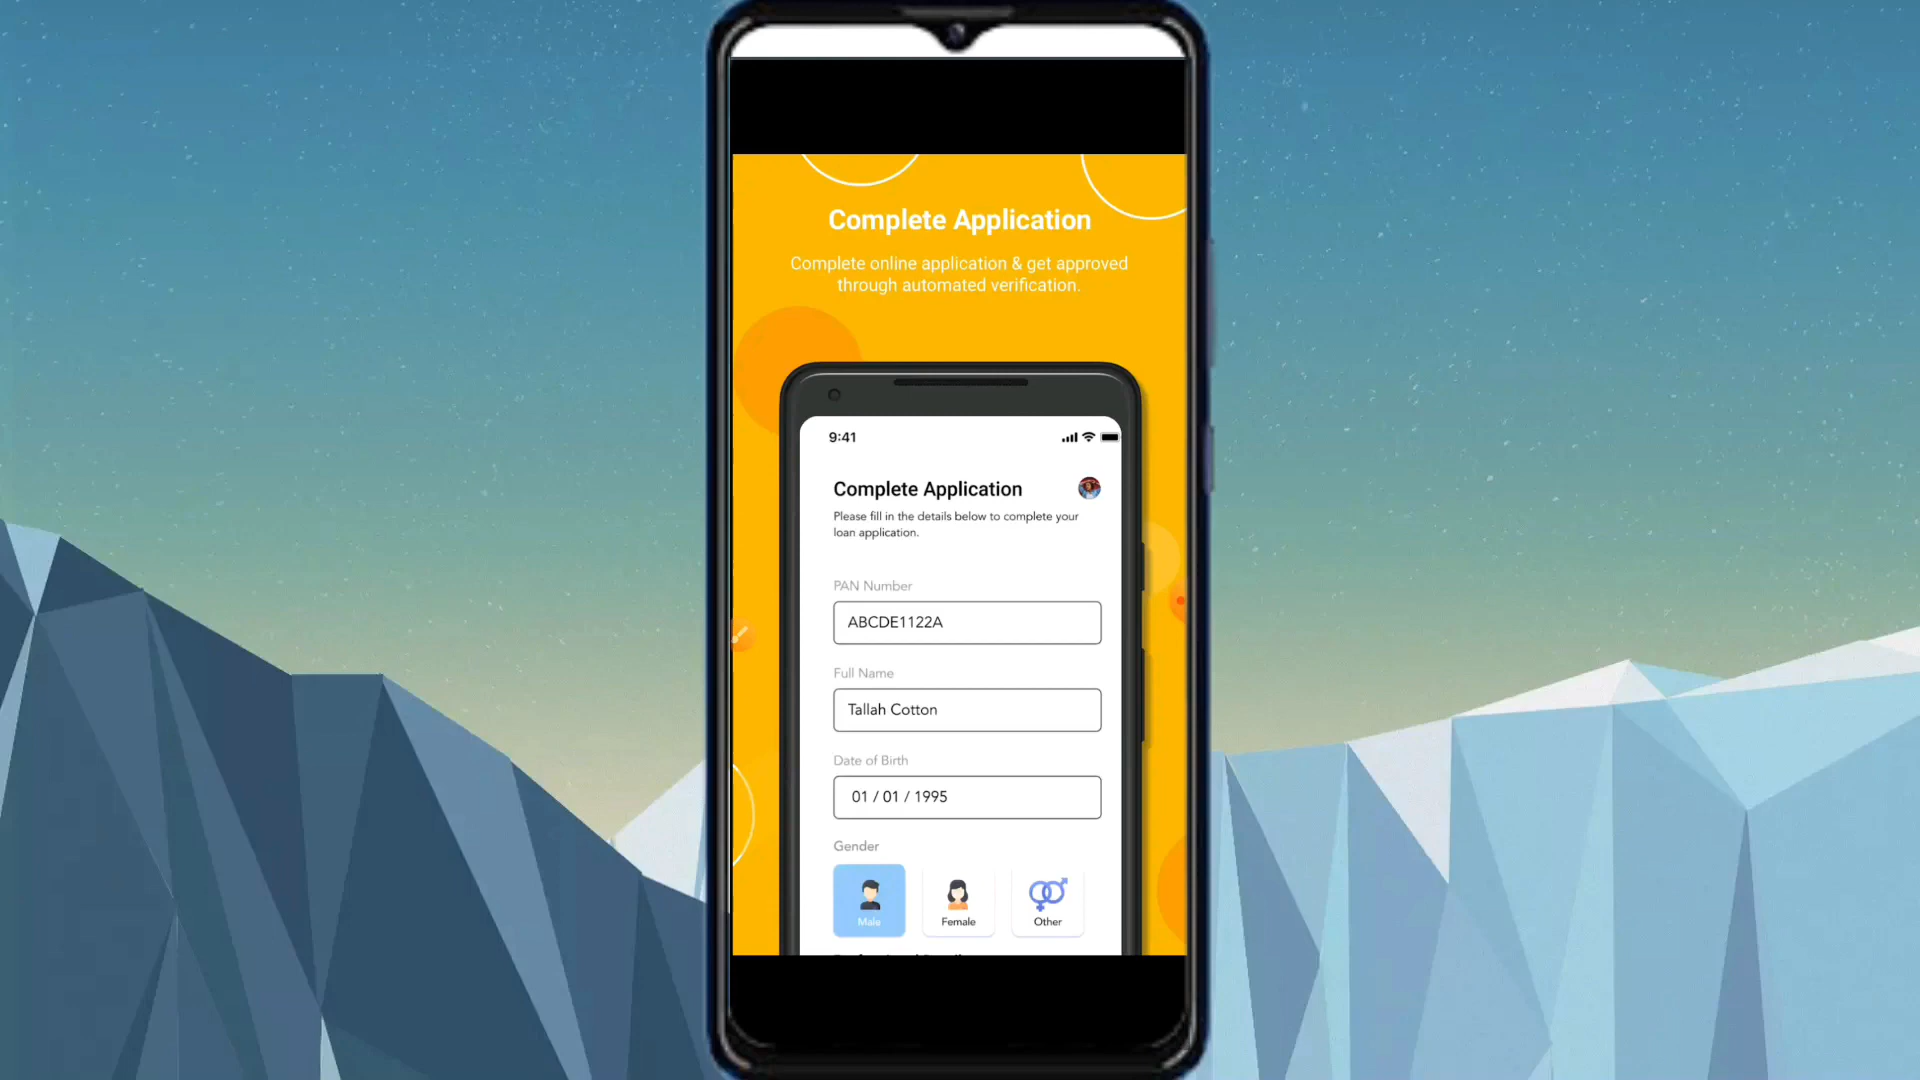 Complete Application
Complete online application & get approved
through automated verification.
9:41
Complete Application
Please fill in the details below to complete your
loan application.
PAN Number
ABCDE1122A
Full Name
Tallah Cotton
Date of Birth
01 / 01 / 1995
Gender
Male
Female
Other